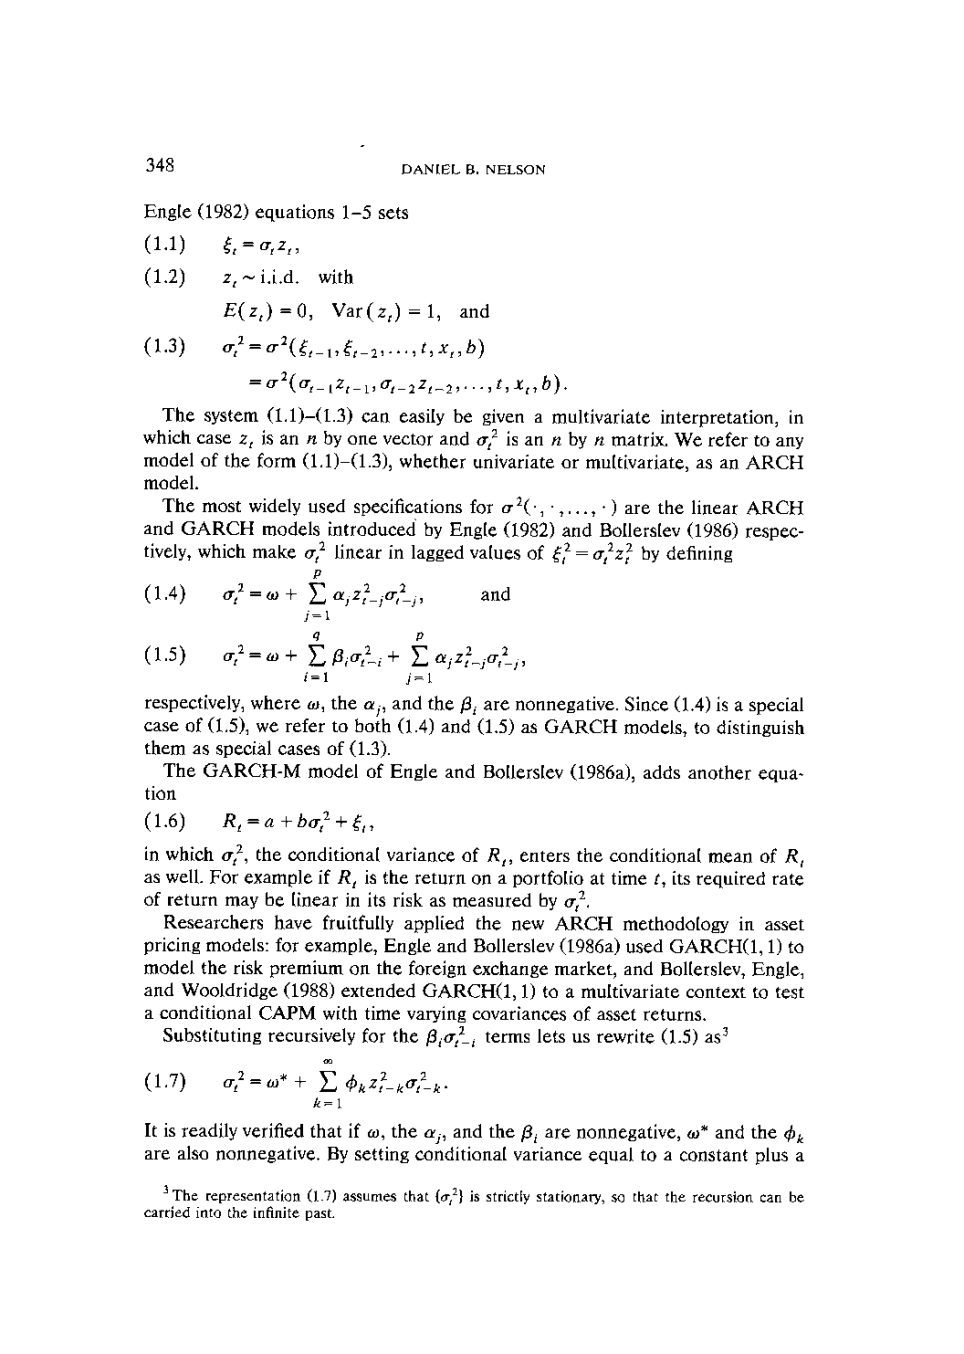 348 DANIEL B. NELSON
Engle (1982) equations 1–5 sets
(1.1) ξ_t = σ_t z_t,
(1.2) z_t ~ i.i.d. with
E(z_t) = 0, Var(z_t) = 1, and
(1.3) σ_t^2 = σ^2(ξ_{t-1}, ξ_{t-2}, ..., t, x_t, b)
= σ^2(σ_{t-1}z_{t-1}, σ_{t-2}z_{t-2}, ..., t, x_t, b).
The system (1.1)–(1.3) can easily be given a multivariate interpretation, in
which case z_t is an n by one vector and σ_t^2 is an n by n matrix. We refer to any
model of the form (1.1)–(1.3), whether univariate or multivariate, as an ARCH
model.
The most widely used specifications for σ^2(·, ·, ..., ·) are the linear ARCH
and GARCH models introduced by Engle (1982) and Bollerslev (1986) respec-
tively, which make σ_t^2 linear in lagged values of ξ_t^2 = σ_t^2 z_t^2 by defining
(1.4) σ_t^2 = ω + Σ_{j=1}^{p} α_j z_{t-j}^2 σ_{t-j}^2, and
(1.5) σ_t^2 = ω + Σ_{i=1}^{q} β_i σ_{t-i}^2 + Σ_{j=1}^{p} α_j z_{t-j}^2 σ_{t-j}^2,
respectively, where ω, the α_j, and the β_i are nonnegative. Since (1.4) is a special
case of (1.5), we refer to both (1.4) and (1.5) as GARCH models, to distinguish
them as special cases of (1.3).
The GARCH-M model of Engle and Bollerslev (1986a), adds another equa-
tion
(1.6) R_t = a + bσ_t^2 + ξ_t,
in which σ_t^2, the conditional variance of R_t, enters the conditional mean of R_t
as well. For example if R_t is the return on a portfolio at time t, its required rate
of return may be linear in its risk as measured by σ_t^2.
Researchers have fruitfully applied the new ARCH methodology in asset
pricing models: for example, Engle and Bollerslev (1986a) used GARCH(1, 1) to
model the risk premium on the foreign exchange market, and Bollerslev, Engle,
and Wooldridge (1988) extended GARCH(1, 1) to a multivariate context to test
a conditional CAPM with time varying covariances of asset returns.
Substituting recursively for the β_i σ_{t-i}^2 terms lets us rewrite (1.5) as^3
(1.7) σ_t^2 = ω* + Σ_{k=1}^{∞} φ_k z_{t-k}^2 σ_{t-k}^2.
It is readily verified that if ω, the α_j, and the β_i are nonnegative, ω* and the φ_k
are also nonnegative. By setting conditional variance equal to a constant plus a
^3 The representation (1.7) assumes that {σ_t^2} is strictly stationary, so that the recursion can be
carried into the infinite past.